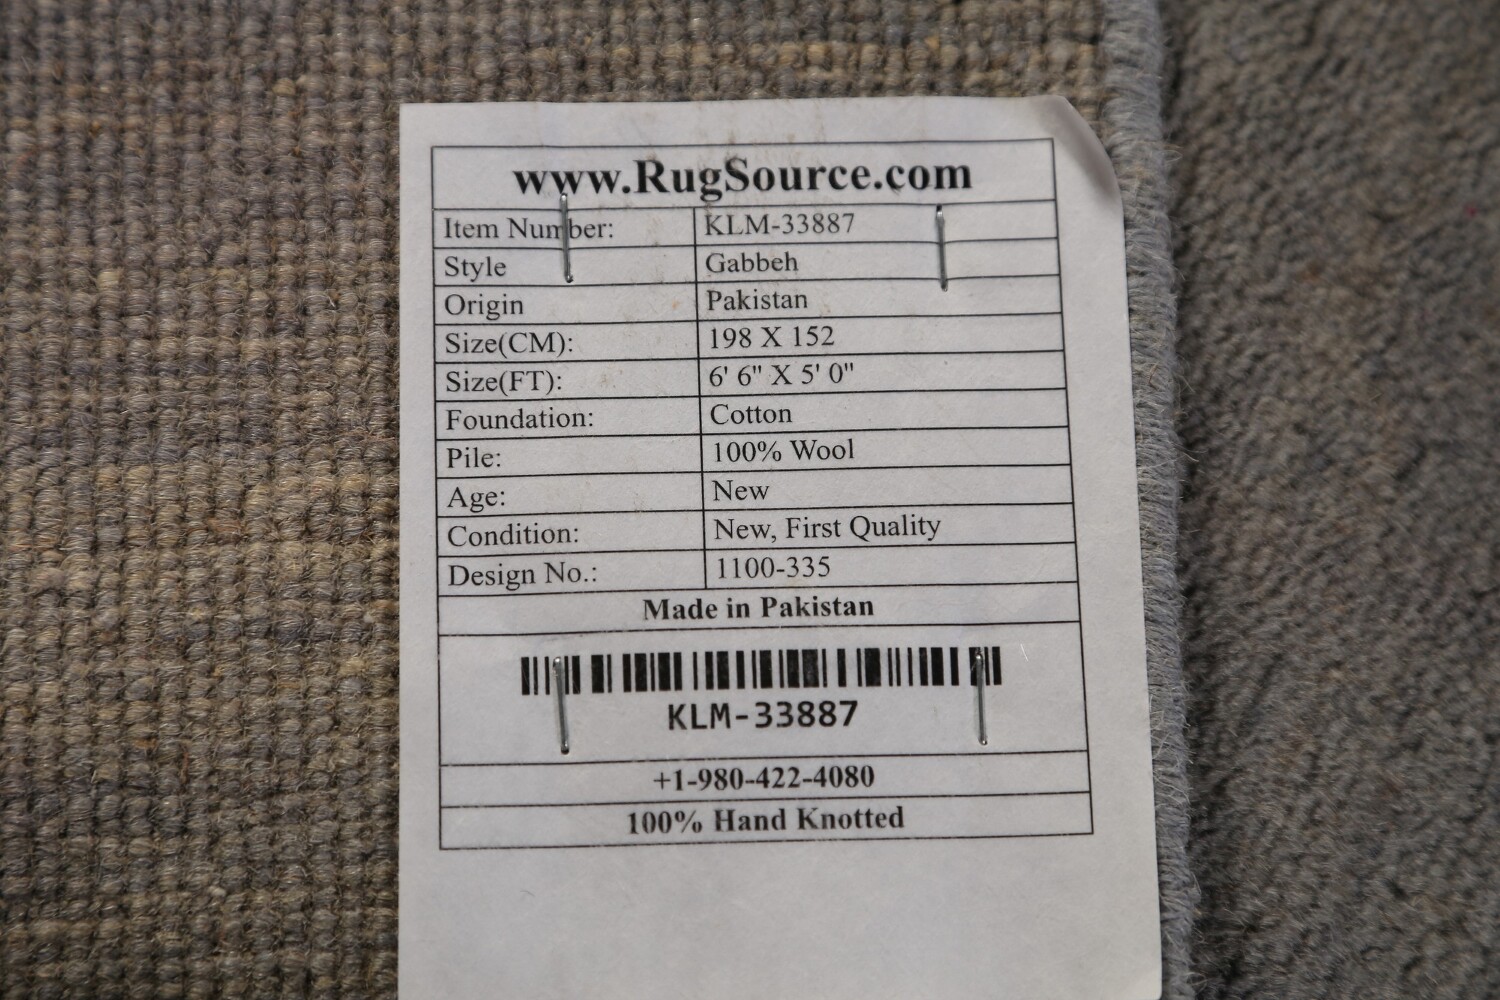 www.RugSource.com
Item Number: KLM-33887
Style Gabbeh
Origin Pakistan
Size(CM): 198 X 152
Size(FT): 6' 6" X 5' 0"
Foundation: Cotton
Pile: 100% Wool
Age: New
Condition: New, First Quality
Design No.: 1100-335
Made in Pakistan
KLM-33887
+1-980-422-4080
100% Hand Knotted